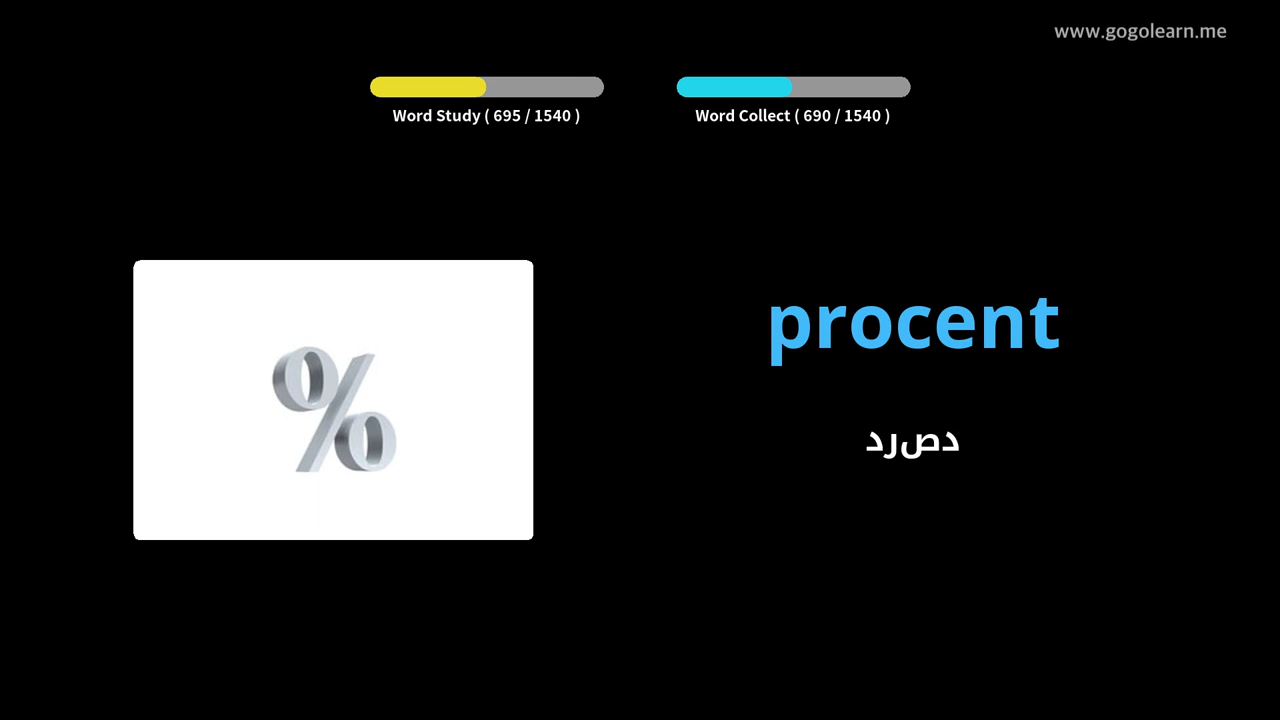 www.gogolearn.me
Word Study ( 695 / 1540 )
Word Collect ( 690 / 1540 )
%
procent
دصرد